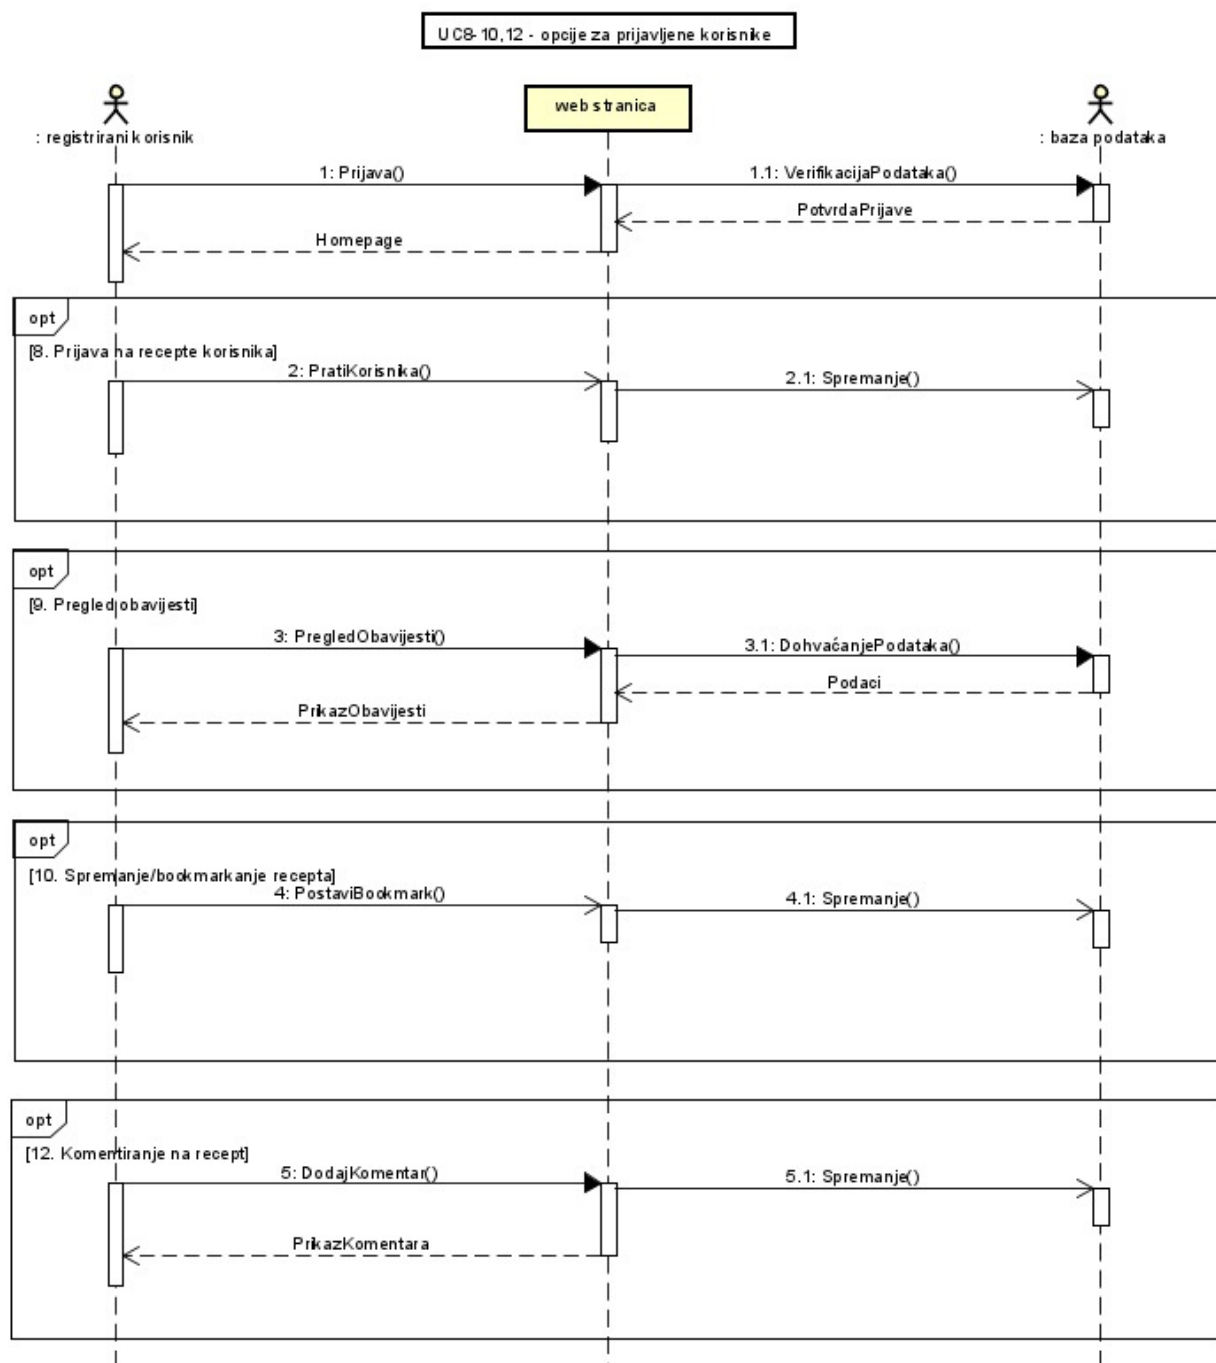 UC8-10,12 - opcije za prijavljene korisnike
: registrirani korisnik
web stranica
: baza podataka
1: Prijava()
1.1: VerifikacijaPodataka()
PotvrdaPrijave
Homepage
opt
[8. Prijava na recepte korisnika]
2: PratiKorisnika()
2.1: Spremanje()
opt
[9. Pregled obavijesti]
3: PregledObavijesti()
3.1: DohvaćanjePodataka()
Podaci
PrikazObavijesti
opt
[10. Spremanje/bookmarkanje recepta]
4: PostaviBookmark()
4.1: Spremanje()
opt
[12. Komentiranje na recept]
5: DodajKomentar()
5.1: Spremanje()
PrikazKomentara